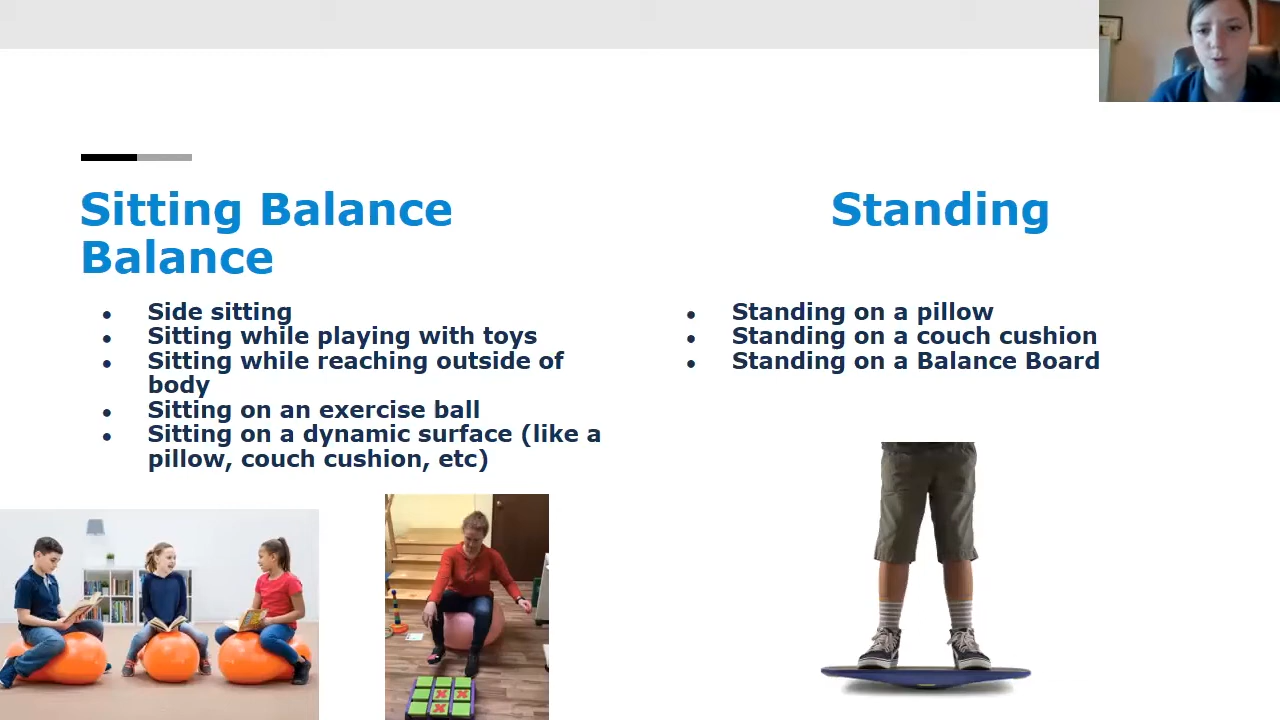 Sitting Balance
Balance
Standing
Side sitting
Sitting while playing with toys
Sitting while reaching outside of
body
Sitting on an exercise ball
Sitting on a dynamic surface (like a
pillow, couch cushion, etc)
Standing on a pillow
Standing on a couch cushion
Standing on a Balance Board